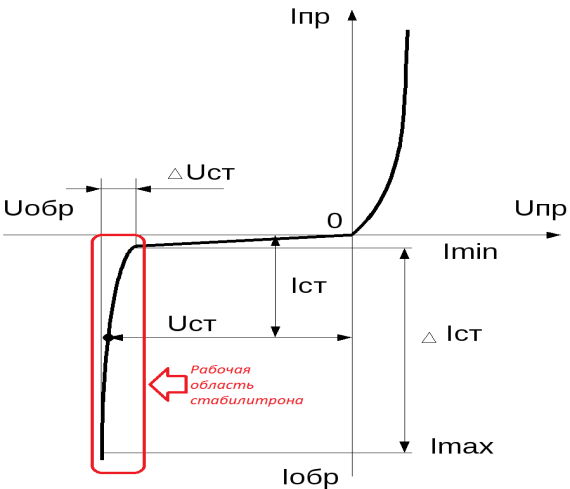 Iпр
△Uст
Uобр
Uпр
0
Imin
Iст
Uст
△ Iст
Рабочая
область
стабилитрона
Imax
Iобр